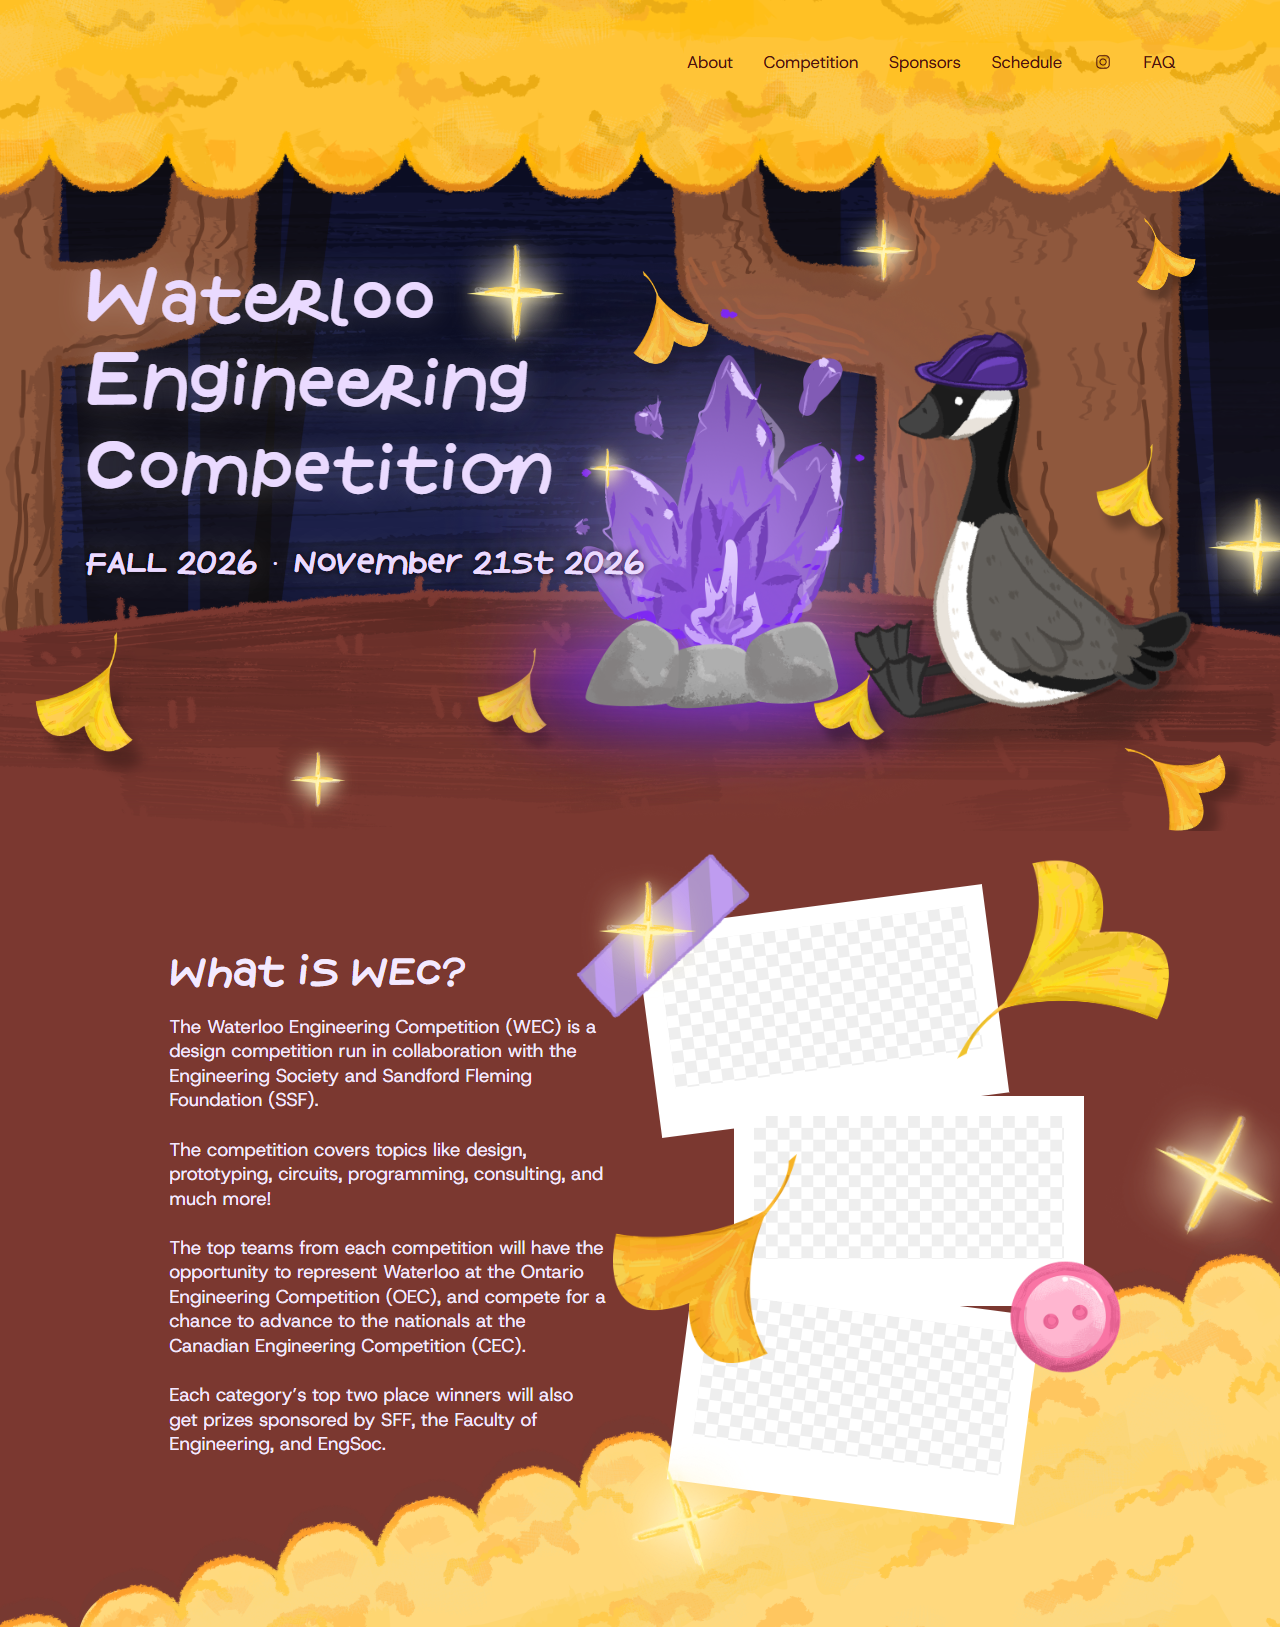 About Competition Sponsors Schedule FAQ
Waterloo
Engineering
Competition
FALL 2026 · November 21st 2026
What is WEC?
The Waterloo Engineering Competition (WEC) is a
design competition run in collaboration with the
Engineering Society and Sandford Fleming
Foundation (SSF).
The competition covers topics like design,
prototyping, circuits, programming, consulting, and
much more!
The top teams from each competition will have the
opportunity to represent Waterloo at the Ontario
Engineering Competition (OEC), and compete for a
chance to advance to the nationals at the
Canadian Engineering Competition (CEC).
Each category’s top two place winners will also
get prizes sponsored by SFF, the Faculty of
Engineering, and EngSoc.